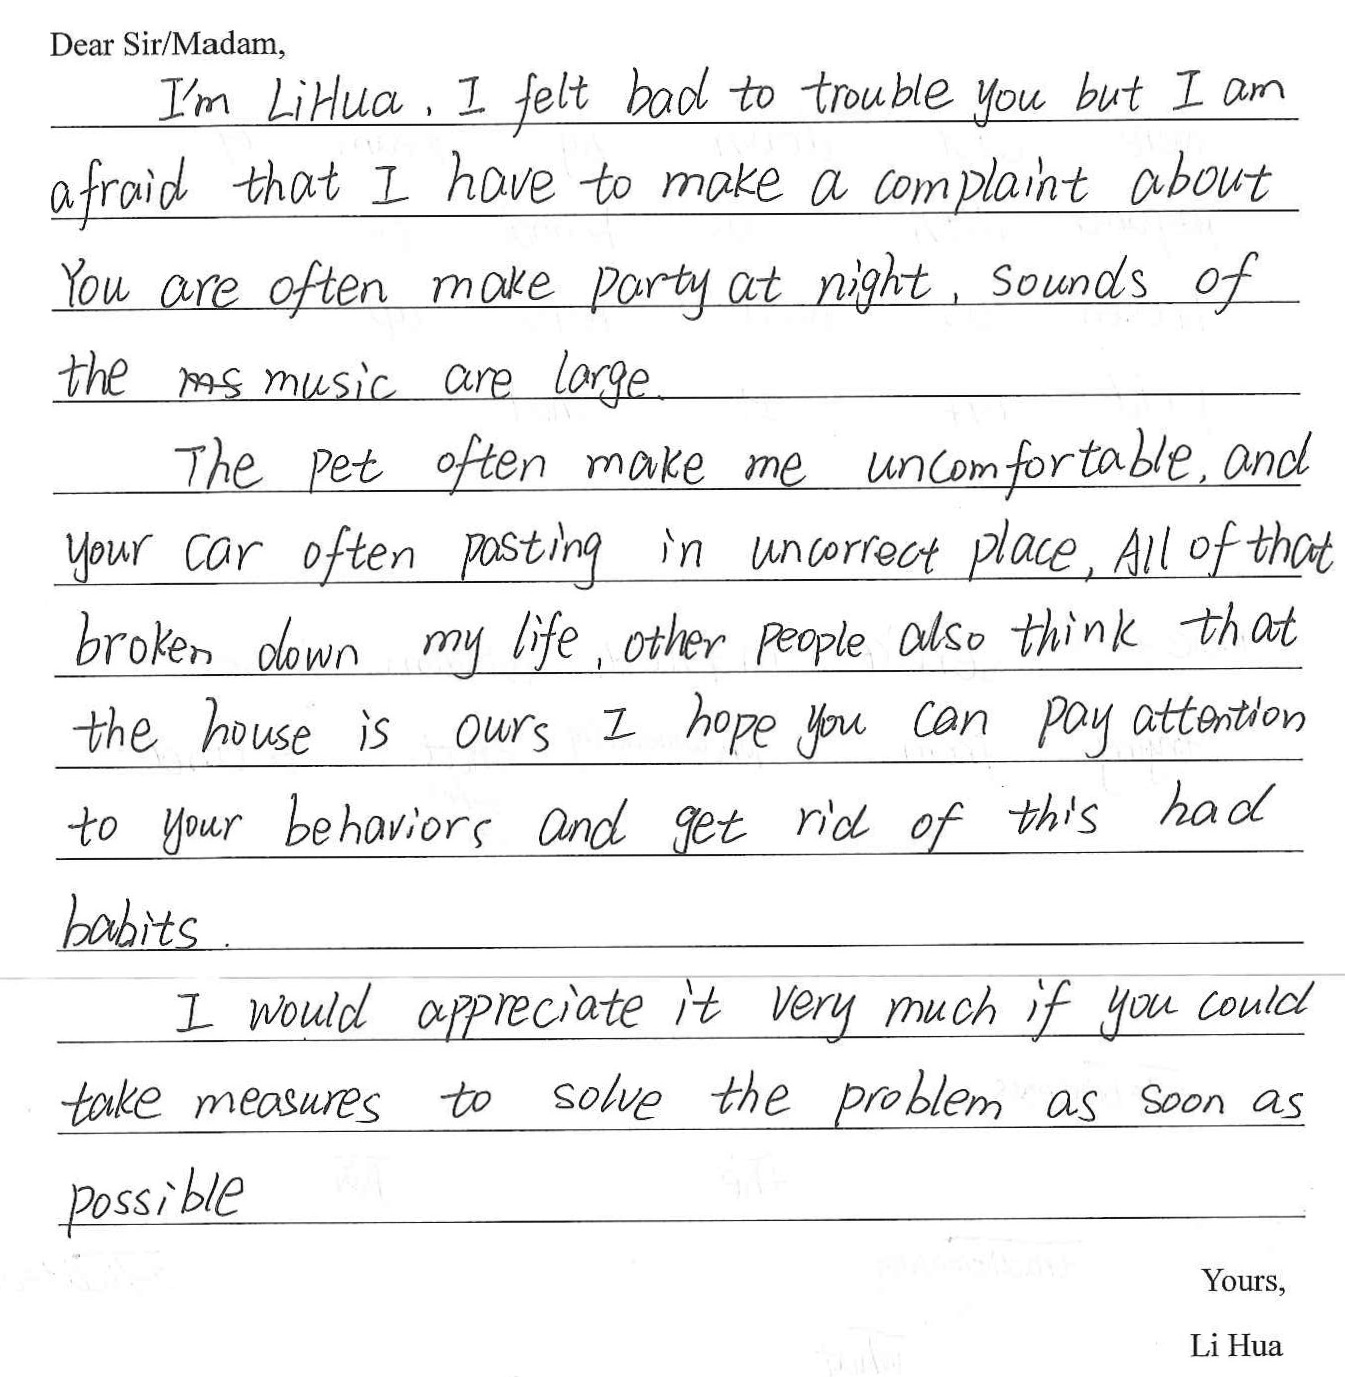 Dear Sir/Madam,
I'm LiHua, I felt bad to trouble you but I am
afraid that I have to make a complaint about
You are often make party at night, sounds of
the ms music are large.
The pet often make me uncomfortable, and
your car often posting in uncorrect place, All of that
broken down my life, other people also think that
the house is ours I hope you can pay attention
to your behaviors and get rid of this had
babits.
I would appreciate it very much if you could
take measures to solve the problem as soon as
possible
Yours,
Li Hua